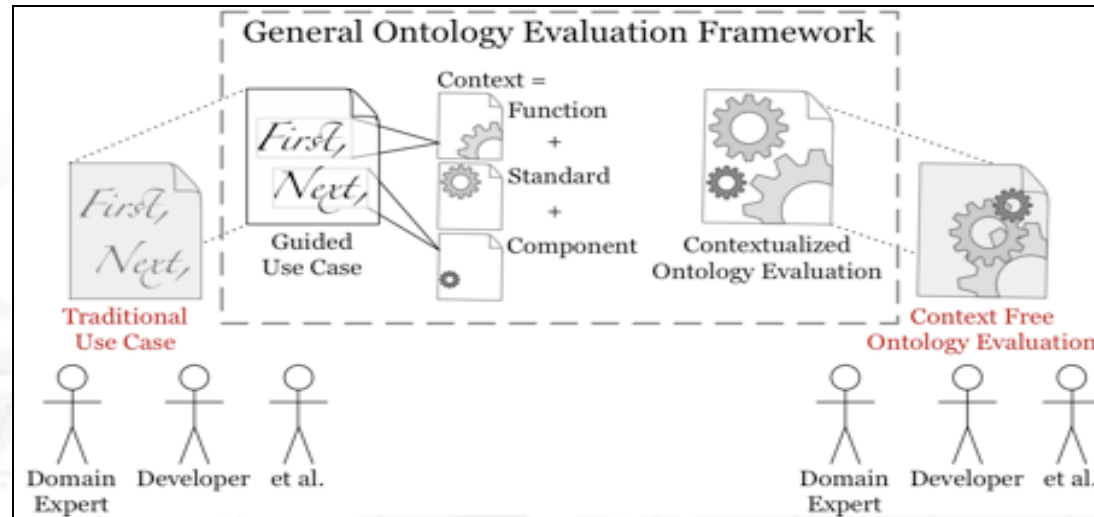 General Ontology Evaluation Framework
Context =
Function
+
Standard
+
Component
First,
Next,
Guided
Use Case
Contextualized
Ontology Evaluation
First,
Next,
Traditional
Use Case
Context Free
Ontology Evaluation
Domain
Expert
Developer
et al.
Domain
Expert
Developer
et al.